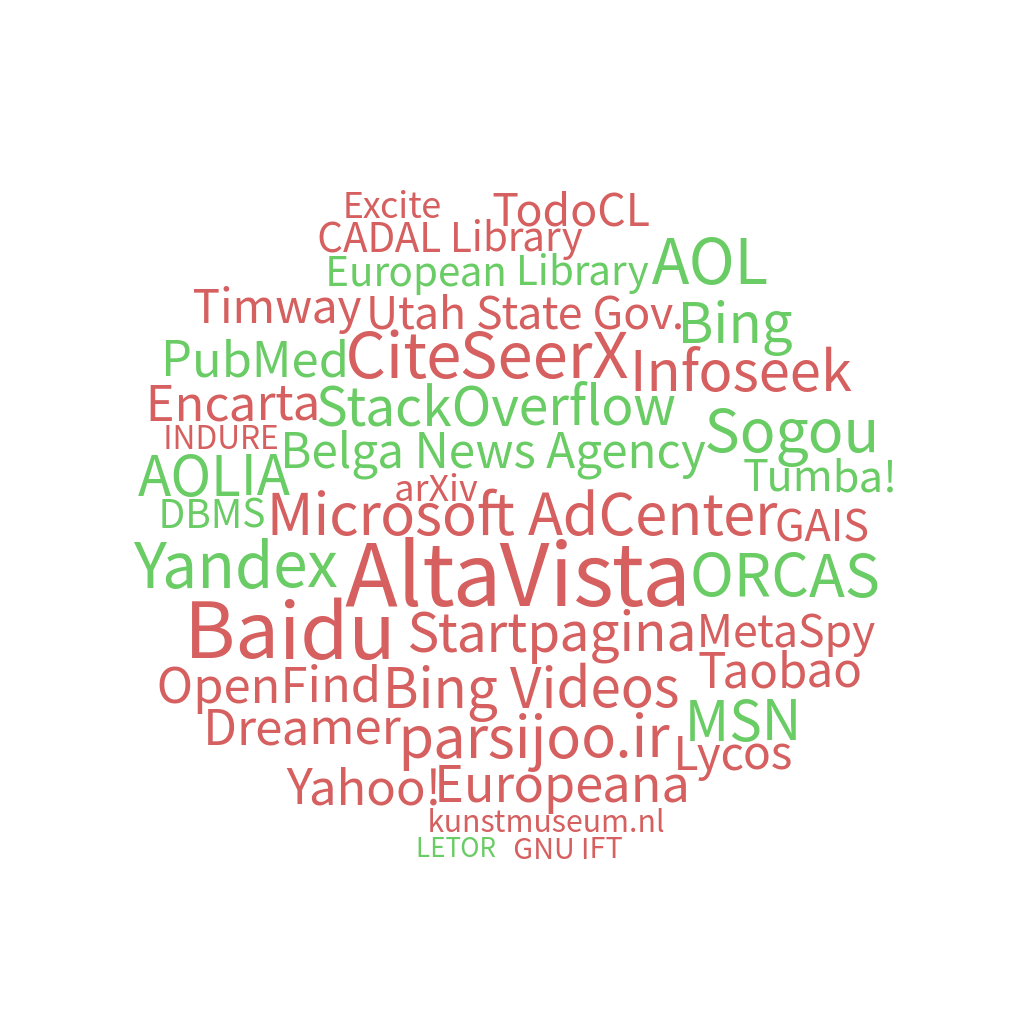 Excite
TodoCL
CADAL Library
European Library
AOL
Timway
Utah State Gov.
Bing
PubMed
CiteSeerX
Infoseek
Encarta
StackOverflow
Sogou
INDURE
Belga News Agency
AOLIA
arXiv
Tumba!
DBMS
Microsoft AdCenter
GAIS
Yandex
AltaVista
ORCAS
Baidu
Startpagina
MetaSpy
OpenFind
Bing Videos
Taobao
Dreamer
parsijoo.ir
MSN
Lycos
Yahoo!
Europeana
kunstmuseum.nl
LETOR
GNU IFT